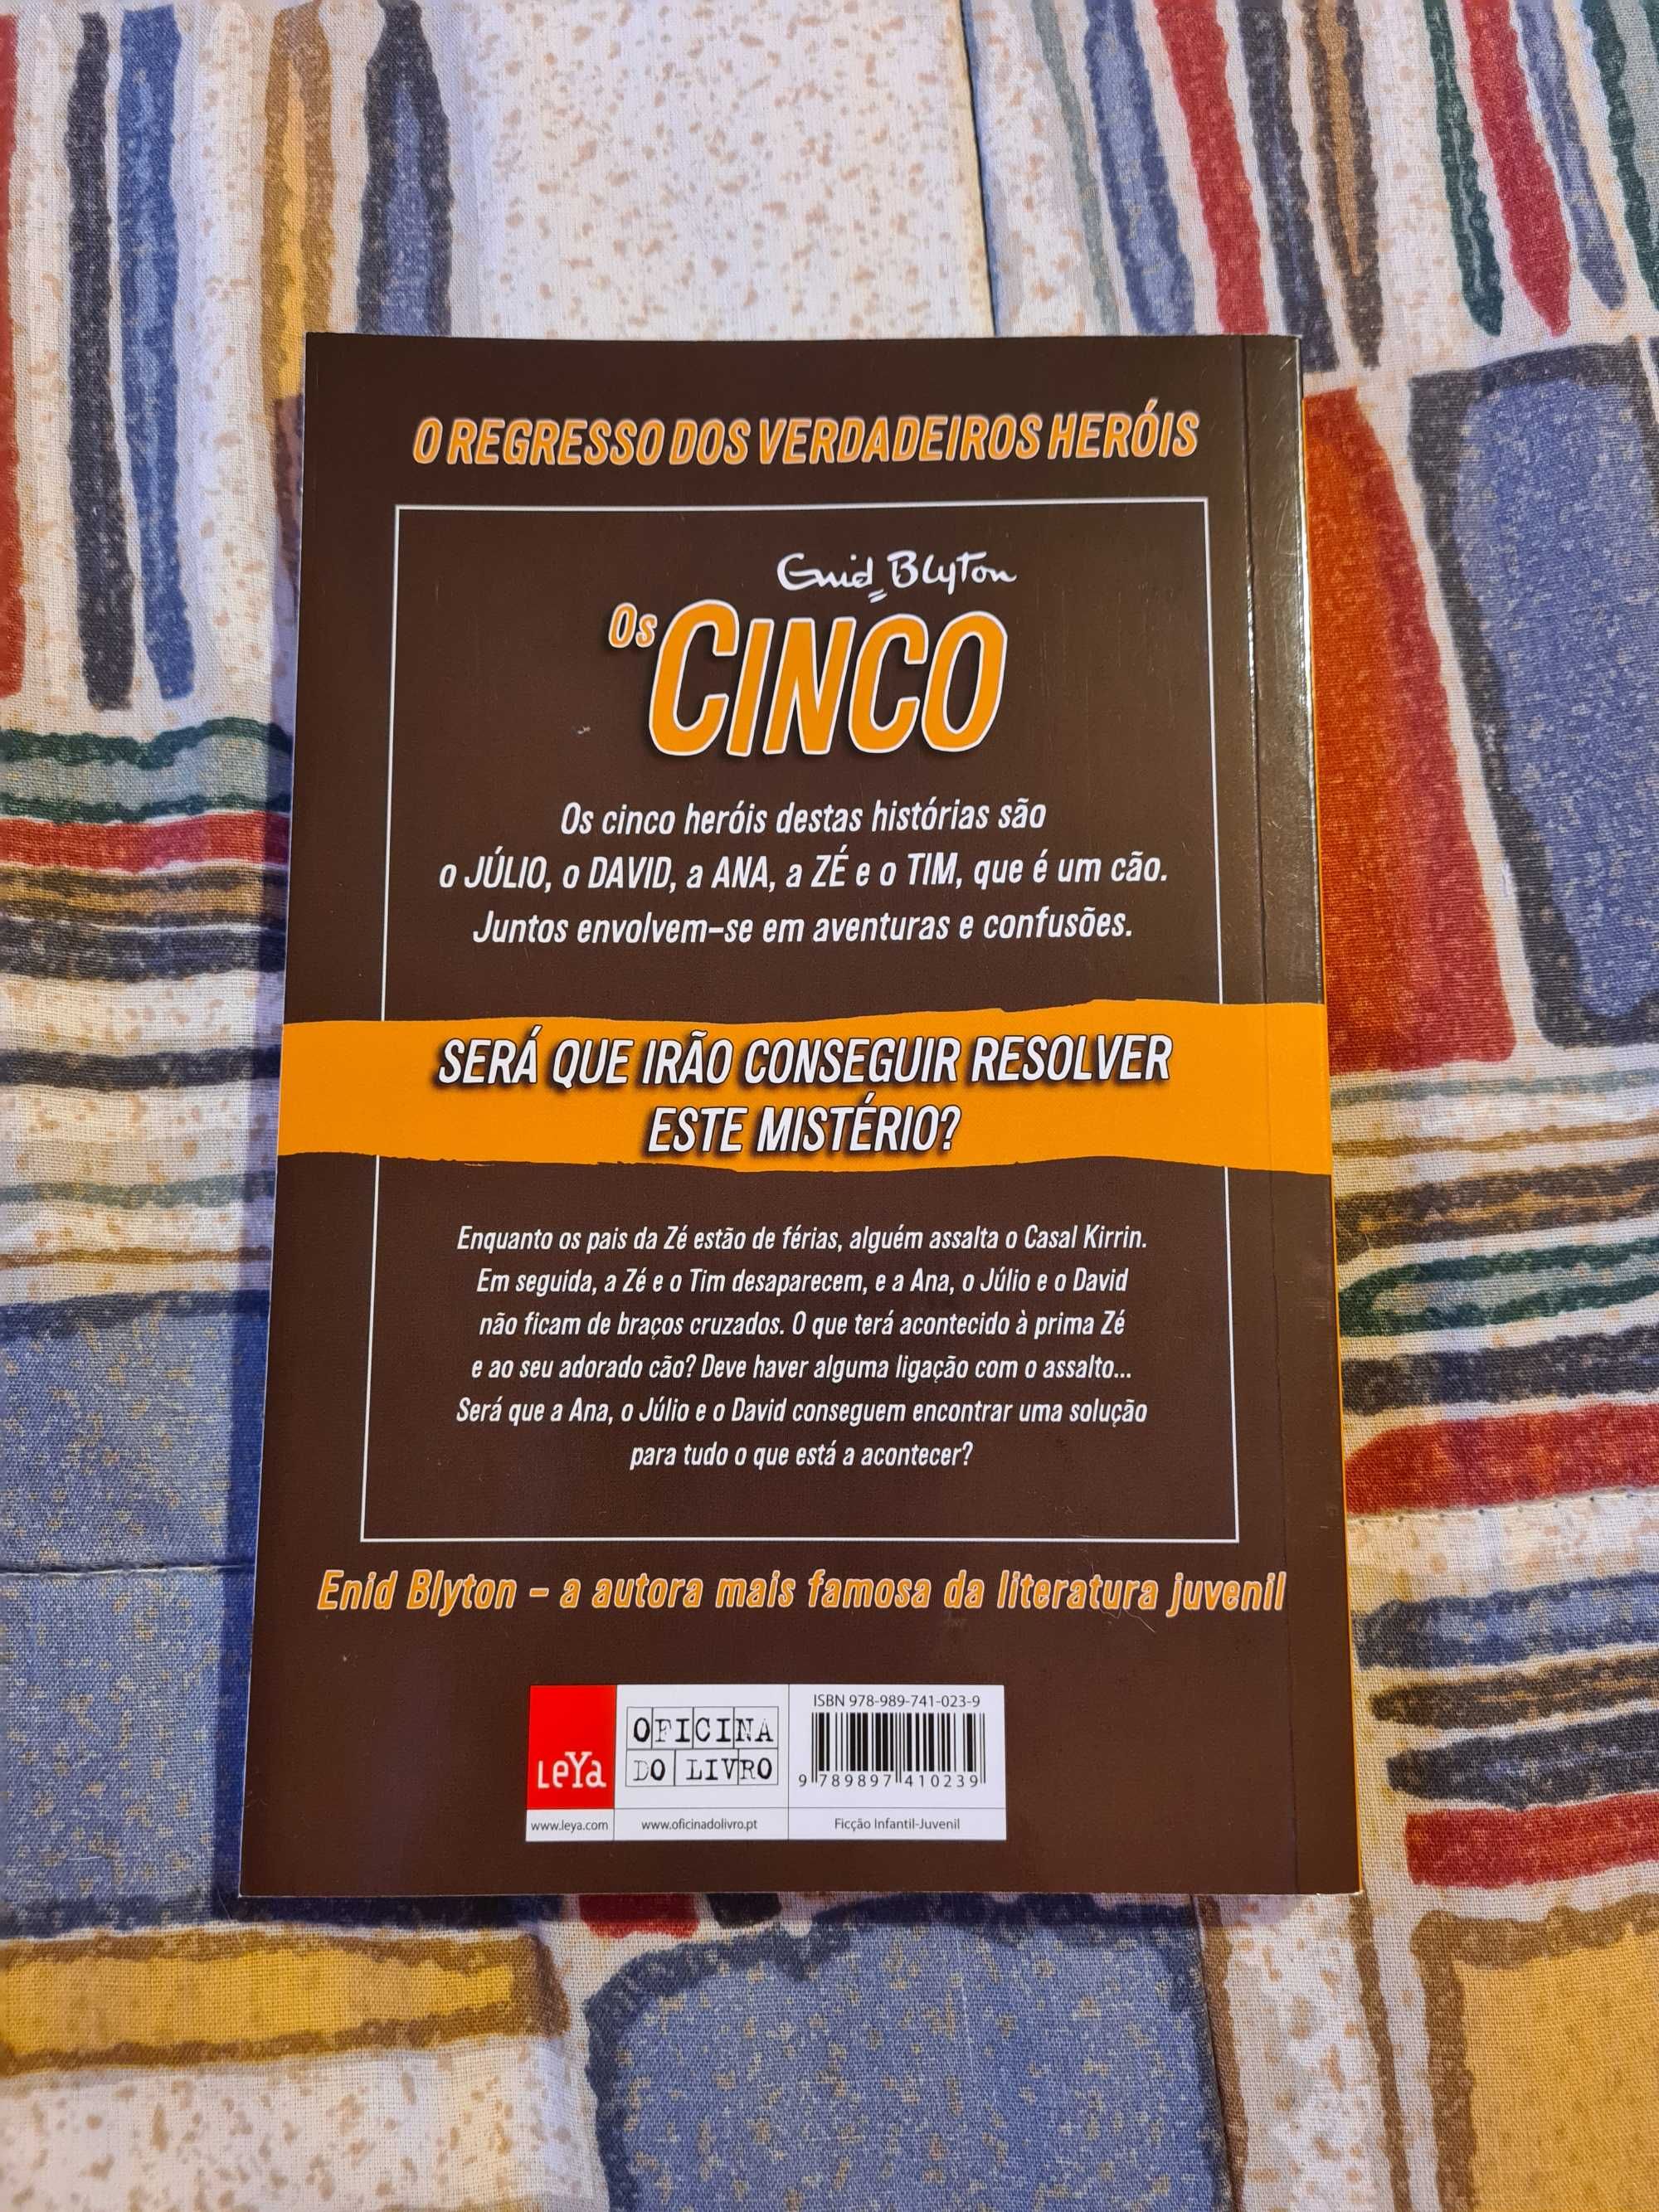 O REGRESSO DOS VERDADEIROS HERÓIS
Enid Blyton
Os CINCO
Os cinco heróis destas histórias são
o JÚLIO, o DAVID, a ANA, a ZÉ e o TIM, que é um cão.
Juntos envolvem-se em aventuras e confusões.
SERÁ QUE IRÃO CONSEGUIR RESOLVER
ESTE MISTÉRIO?
Enquanto os pais da Zé estão de férias, alguém assalta o Casal Kirrin.
Em seguida, a Zé e o Tim desaparecem, e a Ana, o Júlio e o David
não ficam de braços cruzados. O que terá acontecido à prima Zé
e ao seu adorado cão? Deve haver alguma ligação com o assalto...
Será que a Ana, o Júlio e o David conseguem encontrar uma solução
para tudo o que está a acontecer?
Enid Blyton – a autora mais famosa da literatura juvenil
LeYa
www.leya.com
OFICINA
DO LIVRO
www.oficinadolivro.pt
ISBN 978-989-741-023-9
9 789897 410239
Ficção Infantil-Juvenil